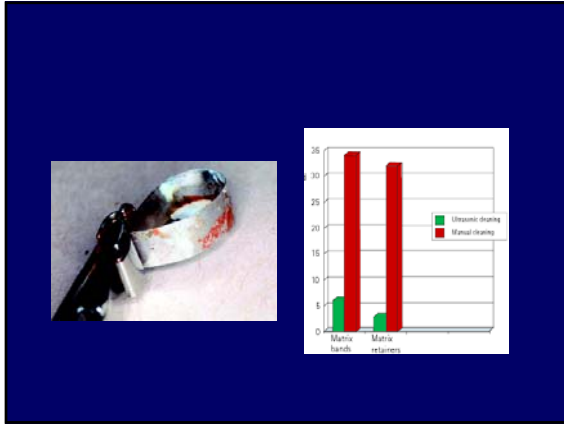 35
30
25
20
15
10
5
0
Ultrasonic cleaning
Manual cleaning
Matrix
bands
Matrix
retainers